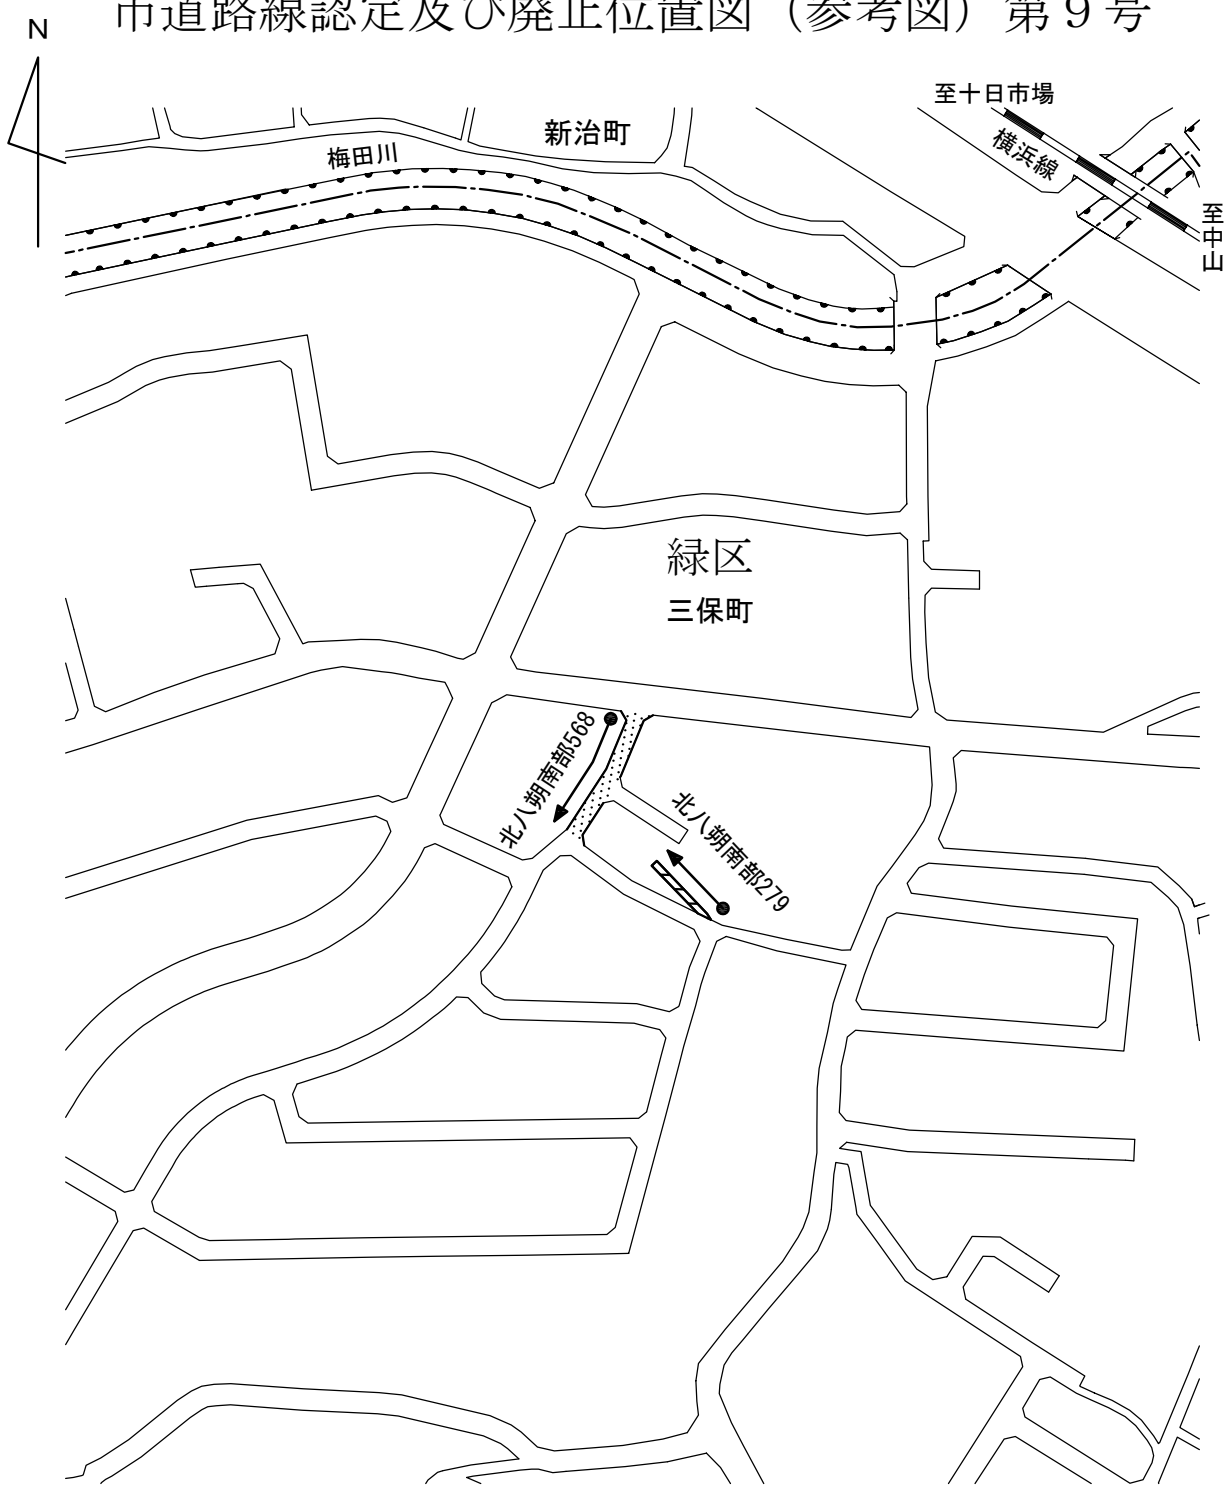 市道路線認定及び廃止位置図（参考図）第９号
N
至十日市場
新治町
横浜線
梅田川
至中山
緑区
三保町
北八朔南部568
北八朔南部279